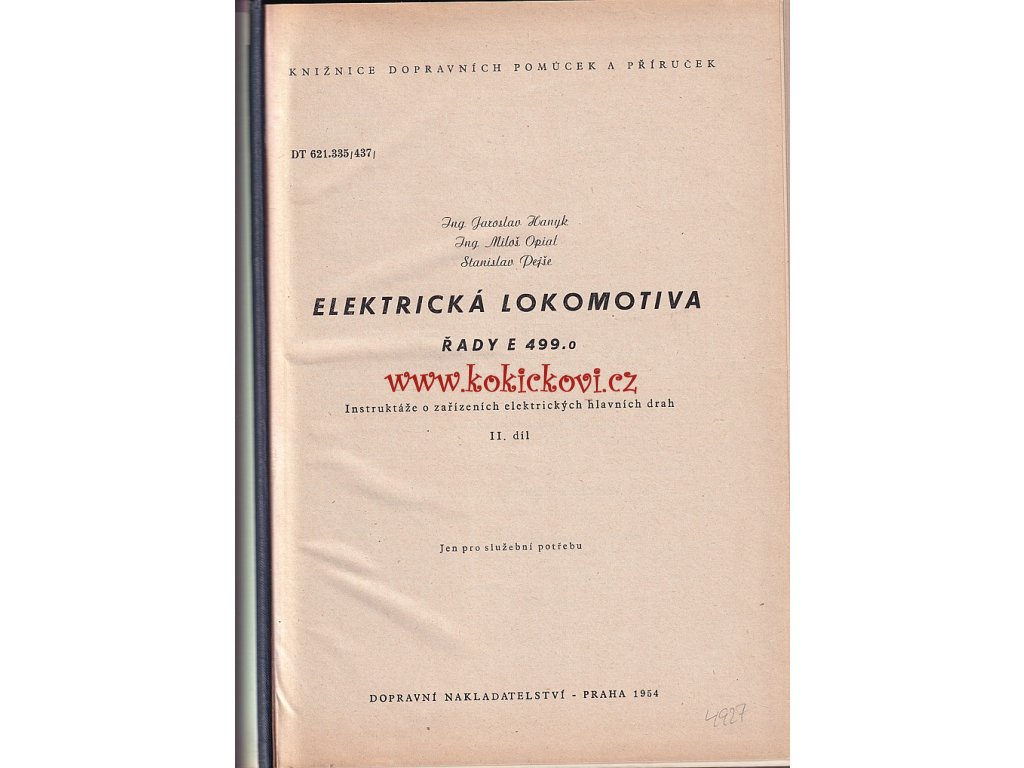 KNIŽNICE DOPRAVNÍCH POMŮCEK A PŘÍRUČEK
DT 621.335/437/
Ing. Jaroslav Hanyk
Ing. Miloš Opial
Stanislav Pejše
ELEKTRICKÁ LOKOMOTIVA
ŘADY E 499.0
www.kokickovi.cz
Instruktáže o zařízeních elektrických hlavních drah
II. díl
Jen pro služební potřebu
DOPRAVNÍ NAKLADATELSTVÍ - PRAHA 1954
4927